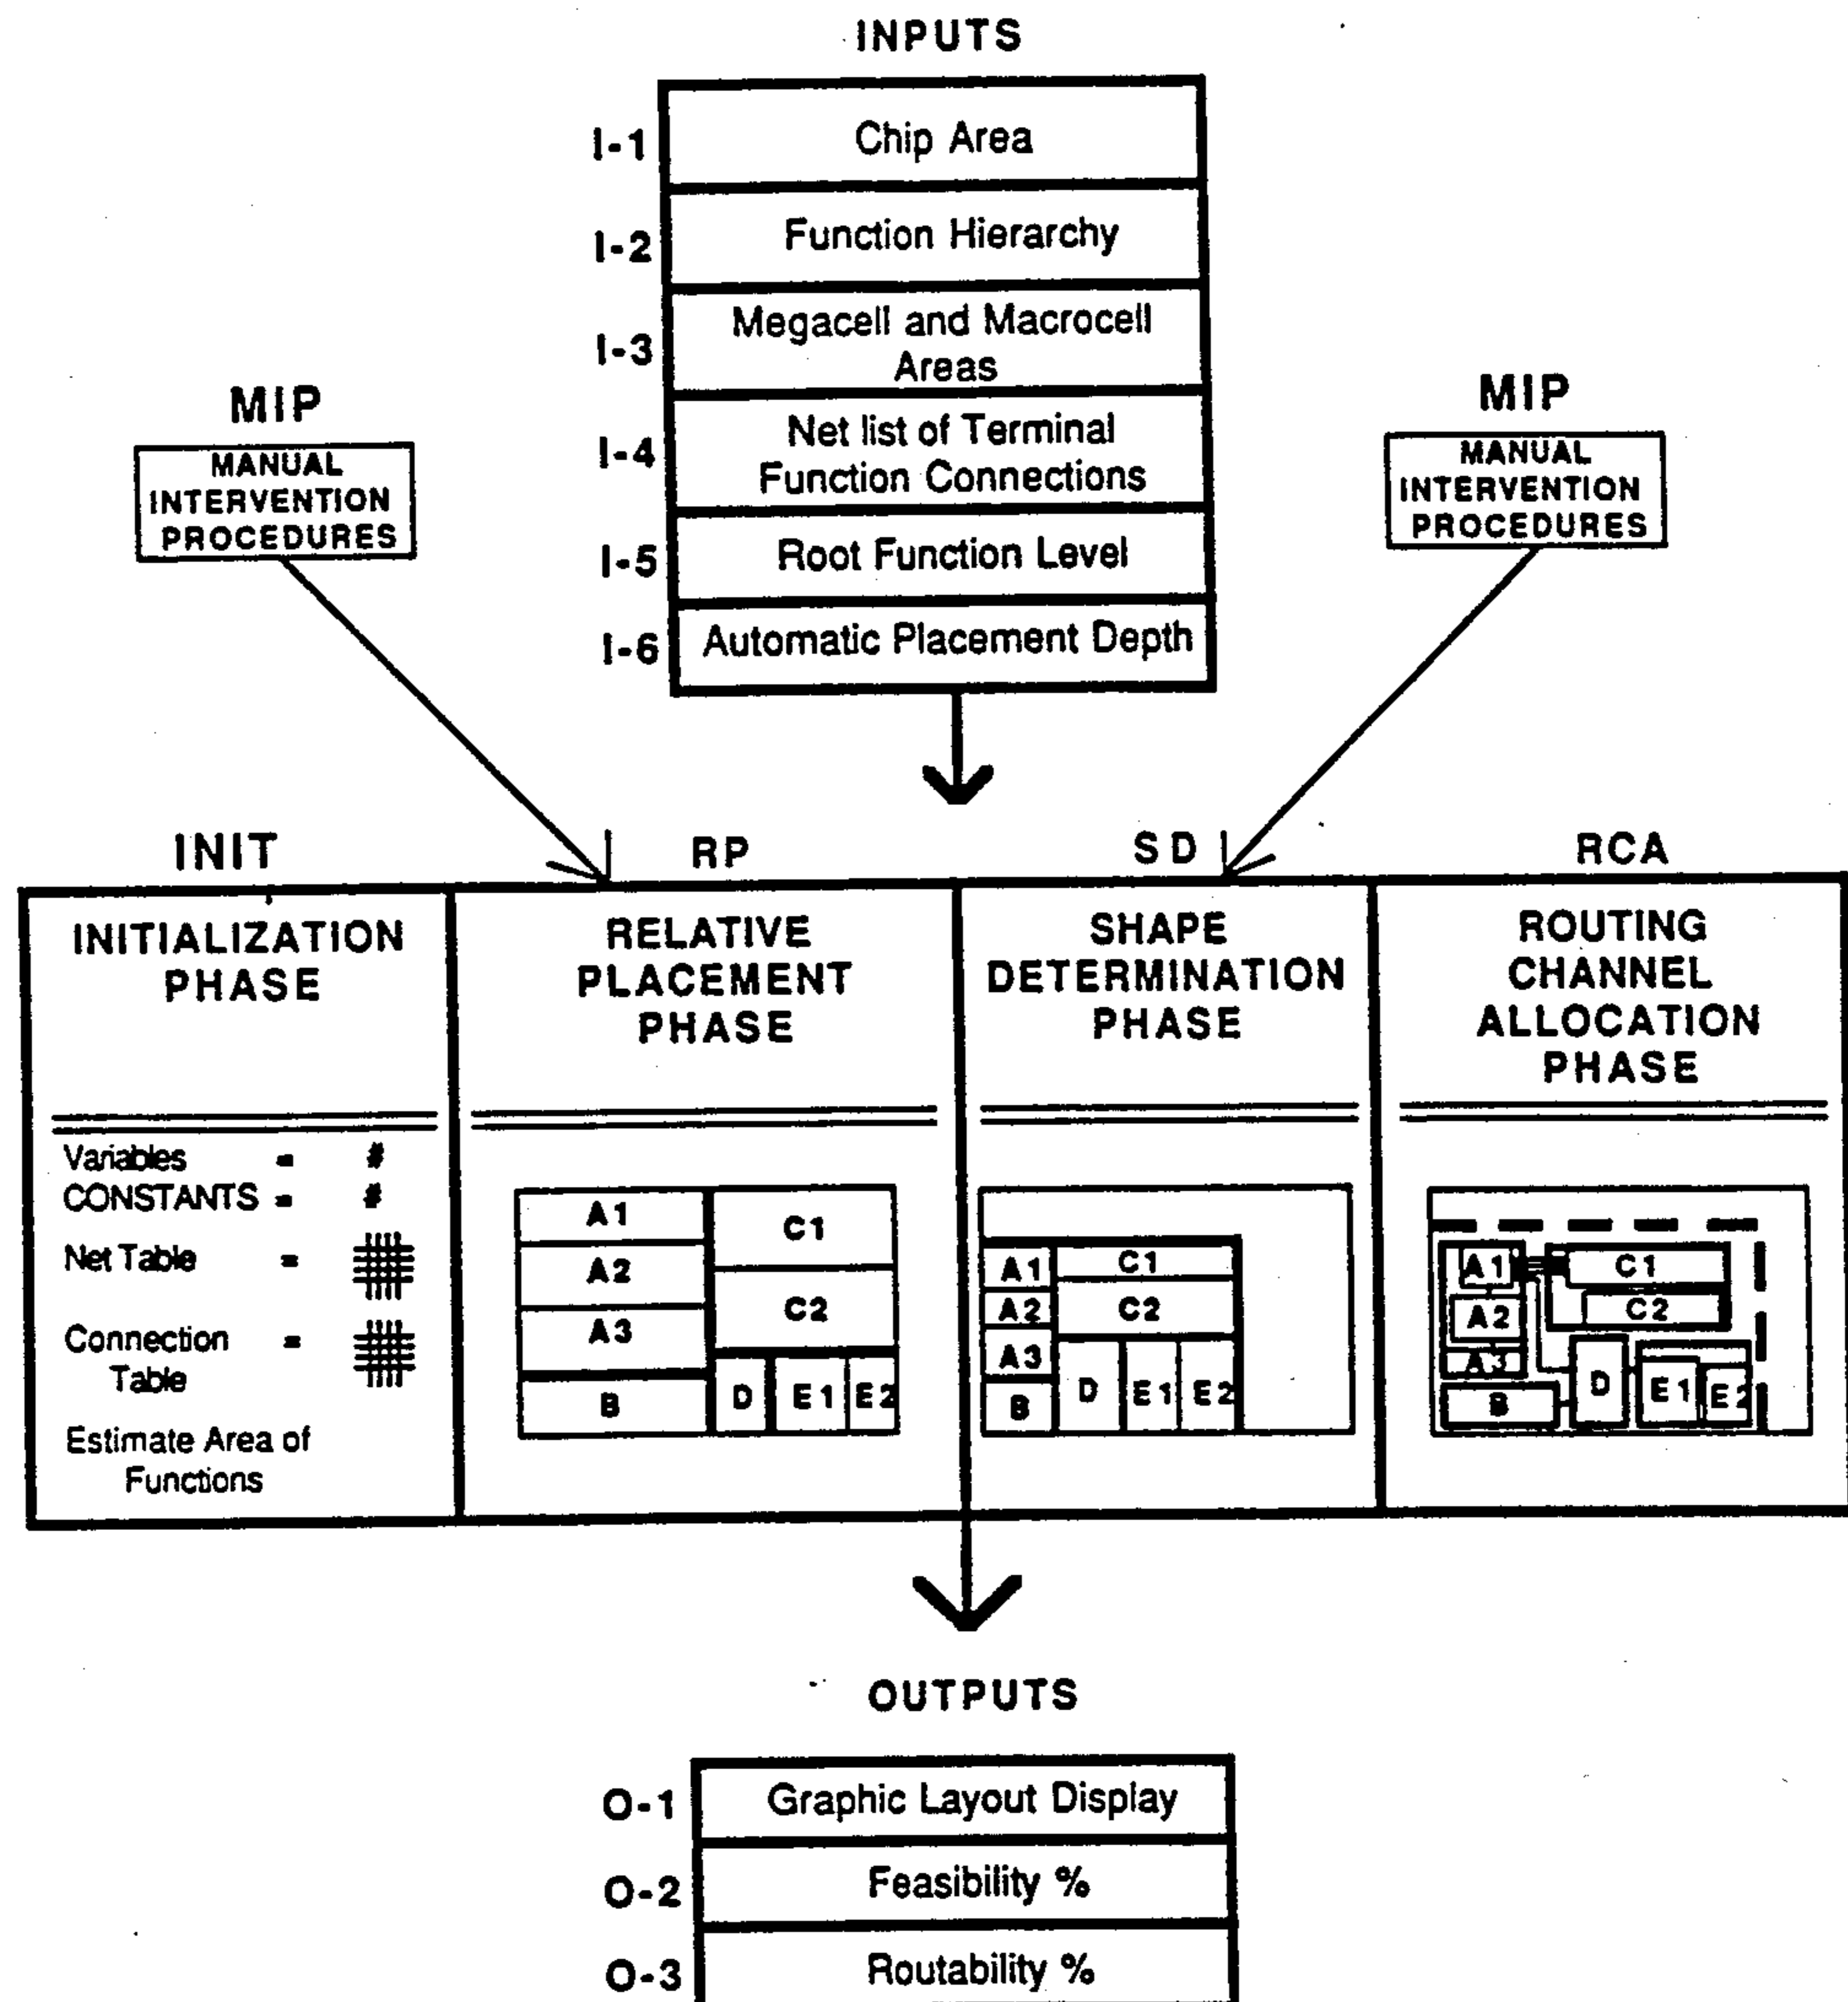 INPUTS
I-1 Chip Area
I-2 Function Hierarchy
I-3 Megacell and Macrocell
Areas
I-4 Net list of Terminal
Function Connections
I-5 Root Function Level
I-6 Automatic Placement Depth
MIP
MANUAL
INTERVENTION
PROCEDURES
MIP
MANUAL
INTERVENTION
PROCEDURES
INIT
INITIALIZATION
PHASE
Variables = #
CONSTANTS = #
Net Table =
Connection =
Table
Estimate Area of
Functions
RP
RELATIVE
PLACEMENT
PHASE
A1
A2
A3
B
C1
C2
D E1 E2
SD
SHAPE
DETERMINATION
PHASE
A1
A2
A3
B
C1
C2
D E1 E2
RCA
ROUTING
CHANNEL
ALLOCATION
PHASE
A1
A2
A3
B
C1
C2
D E1 E2
OUTPUTS
O-1 Graphic Layout Display
O-2 Feasibility %
O-3 Routability %